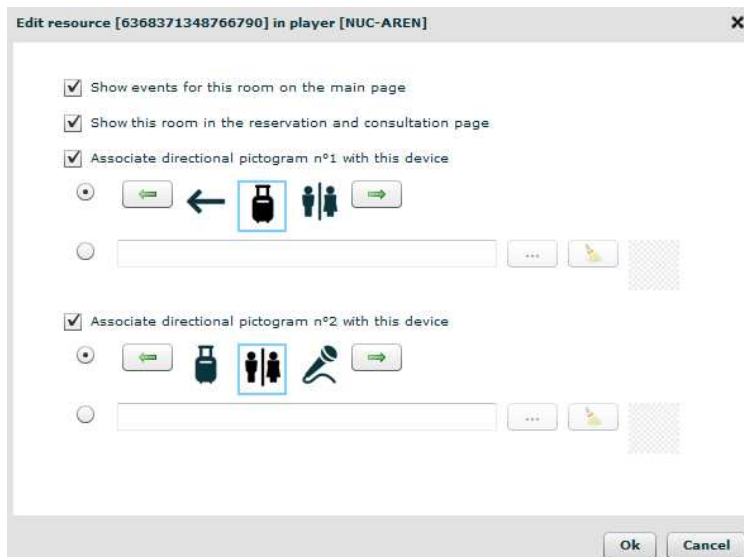 Edit resource [6368371348766790] in player [NUC-AREN]
Show events for this room on the main page
Show this room in the reservation and consultation page
Associate directional pictogram nº1 with this device
...
Associate directional pictogram nº2 with this device
...
Ok Cancel